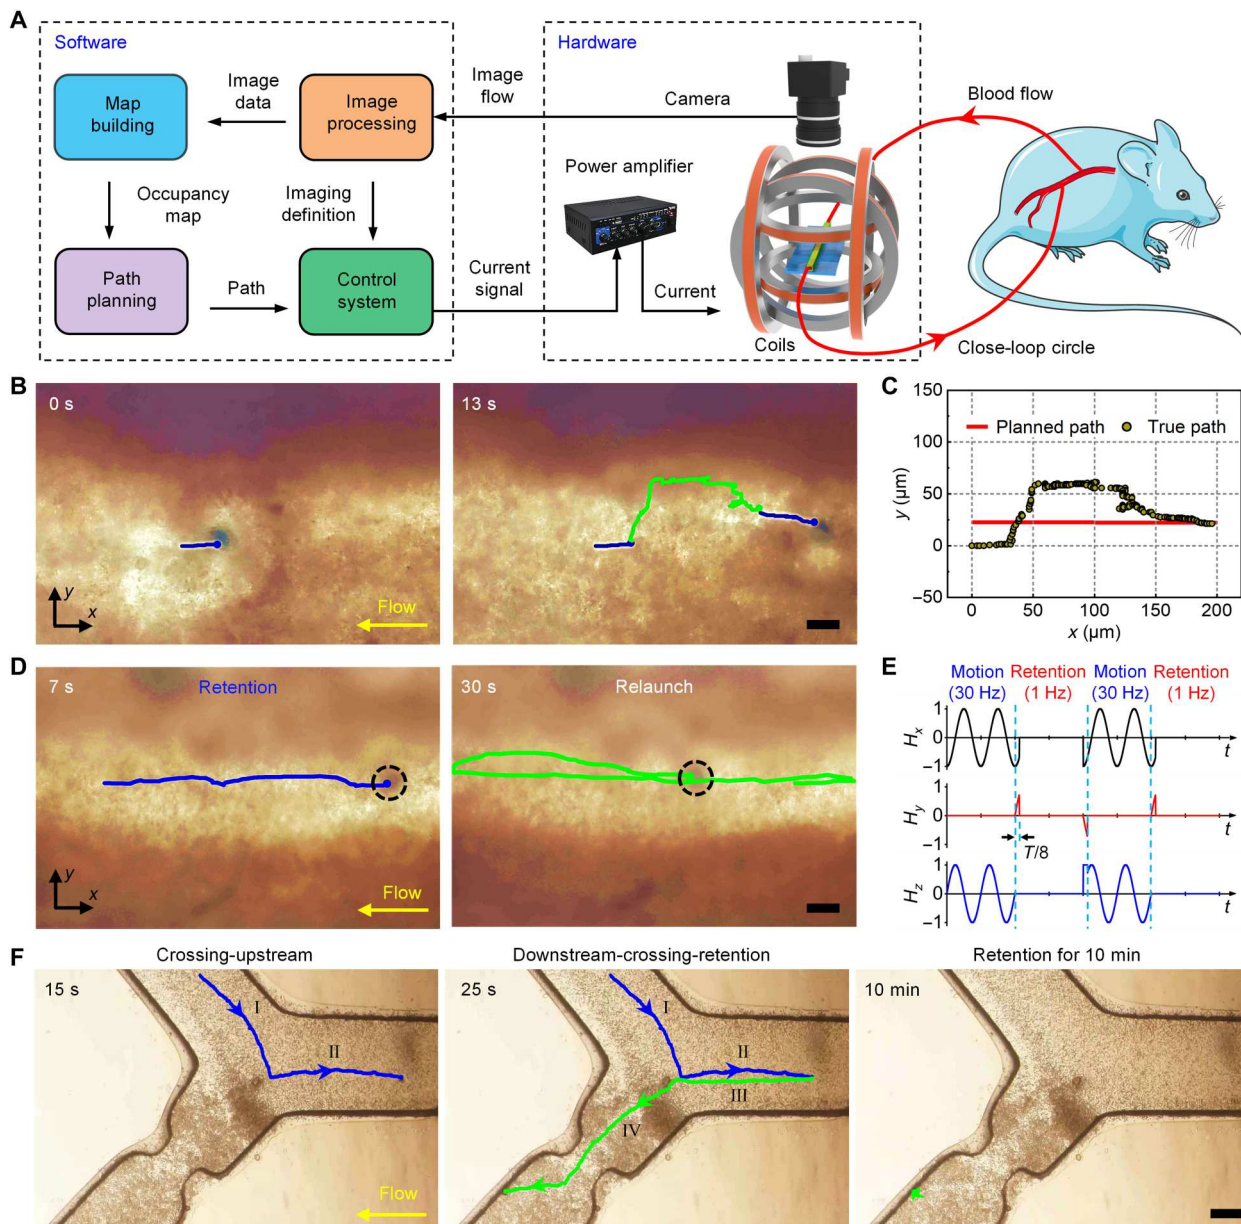 A
Software
Hardware
Map
building
Image
data
Image
processing
Image
flow
Camera
Blood flow
Power amplifier
Occupancy
map
Imaging
definition
Path
planning
Path
Control
system
Current
signal
Current
Coils
Close-loop circle
B
0 s
y
x
Flow
13 s
C
150
100
50
0
–50
y (µm)
Planned path
True path
0
50
100
150
200
x (µm)
D
7 s
Retention
y
x
Flow
30 s
Relaunch
E
Motion
(30 Hz)
Retention
(1 Hz)
Motion
(30 Hz)
Retention
(1 Hz)
Hx
1
0
–1
t
Hy
1
0
–1
t
T/8
Hz
1
0
–1
t
F
Crossing-upstream
Downstream-crossing-retention
Retention for 10 min
15 s
I
II
Flow
25 s
I
II
III
IV
10 min